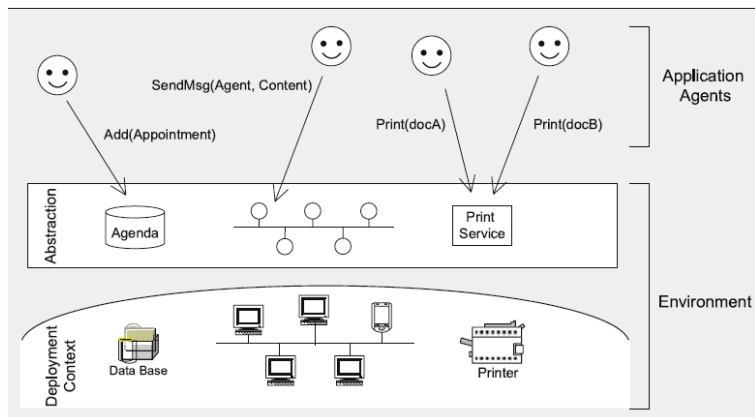 SendMsg(Agent, Content)
Add(Appointment)
Print(docA)
Print(docB)
Application
Agents
Abstraction
Agenda
Print
Service
Environment
Deployment
Context
Data Base
Printer